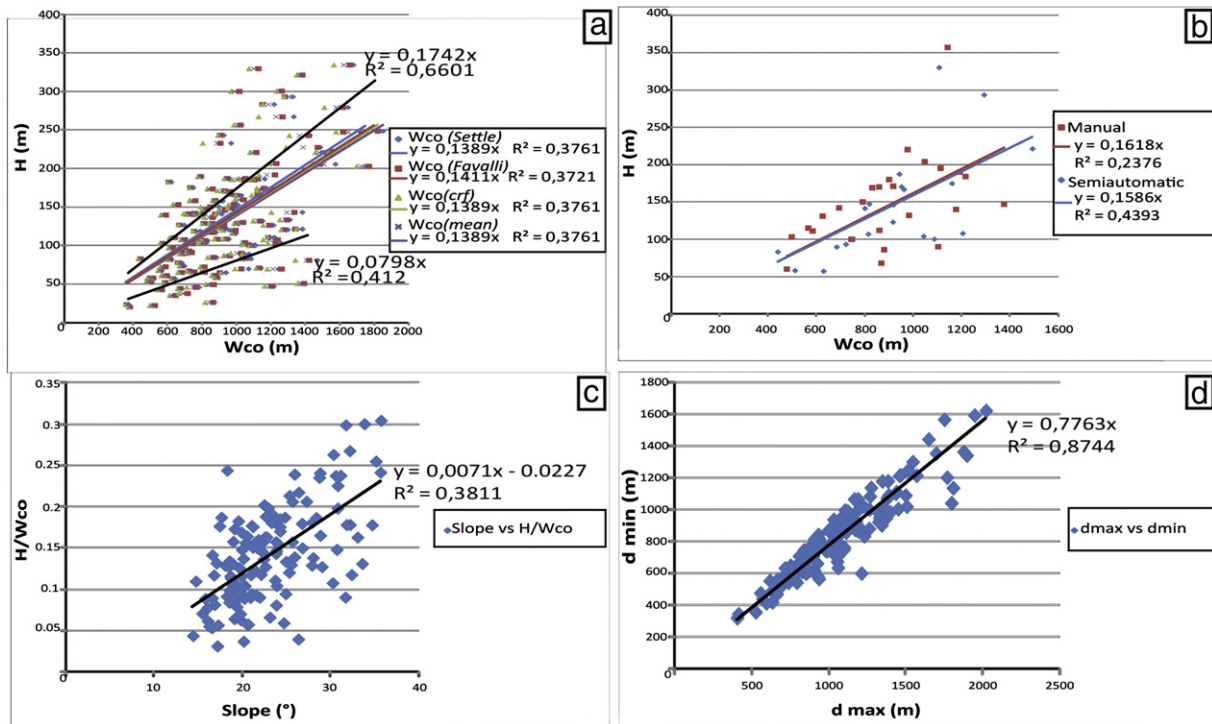 a
H (m)
400
350
300
250
200
150
100
50
0
0 200 400 600 800 1000 1200 1400 1600 1800 2000
Wco (m)
y = 0,1742x
R² = 0,6601
Wco (Settle)
y = 0,1389x R² = 0,3761
Wco (Favalli)
y = 0,1411x R² = 0,3721
Wco(crf)
y = 0,1389x R² = 0,3761
Wco(mean)
y = 0,1389x R² = 0,3761
y = 0,0798x
R² = 0,412
b
H (m)
400
350
300
250
200
150
100
50
0
0 200 400 600 800 1000 1200 1400 1600
Wco (m)
Manual
y = 0,1618x
R² = 0,2376
Semiautomatic
y = 0,1586x
R² = 0,4393
c
H/Wco
0.35
0.3
0.25
0.2
0.15
0.1
0.05
0
0 10 20 30 40
Slope (°)
y = 0,0071x - 0.0227
R² = 0,3811
Slope vs H/Wco
d
d min (m)
1800
1600
1400
1200
1000
800
600
400
200
0
500 1000 1500 2000 2500
d max (m)
y = 0,7763x
R² = 0,8744
dmax vs dmin